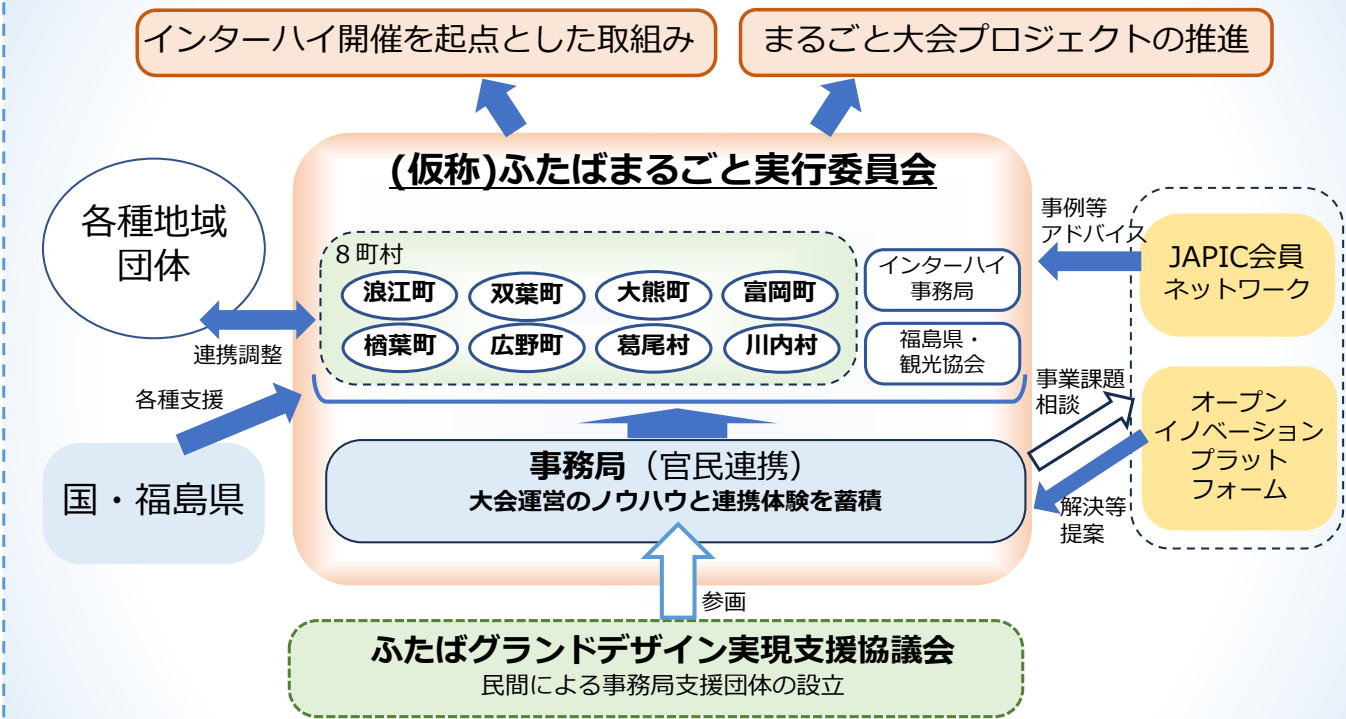 インターハイ開催を起点とした取組み
まるごと大会プロジェクトの推進
(仮称)ふたばまるごと実行委員会
各種地域
団体
連携調整
各種支援
国・福島県
８町村
浪江町
双葉町
大熊町
富岡町
楢葉町
広野町
葛尾村
川内村
インターハイ
事務局
福島県・
観光協会
事例等
アドバイス
JAPIC会員
ネットワーク
事業課題
相談
オープン
イノベーション
プラット
フォーム
解決等
提案
事務局（官民連携）
大会運営のノウハウと連携体験を蓄積
参画
ふたばグランドデザイン実現支援協議会
民間による事務局支援団体の設立